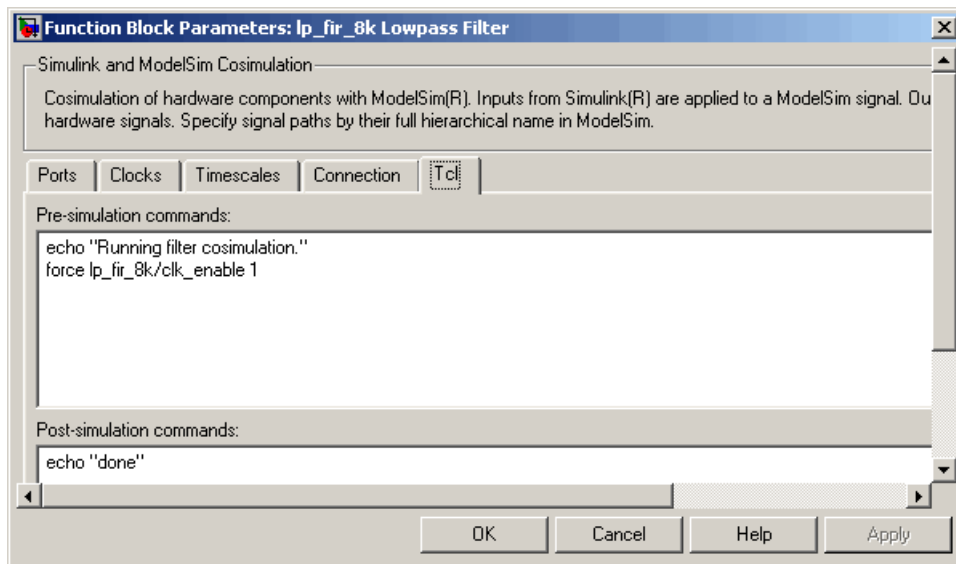 Function Block Parameters: lp_fir_8k Lowpass Filter
Simulink and ModelSim Cosimulation
Cosimulation of hardware components with ModelSim(R). Inputs from Simulink(R) are applied to a ModelSim signal. Ou
hardware signals. Specify signal paths by their full hierarchical name in ModelSim.
Ports Clocks Timescales Connection Tcl
Pre-simulation commands:
echo "Running filter cosimulation."
force lp_fir_8k/clk_enable 1
Post-simulation commands:
echo "done"
OK Cancel Help Apply